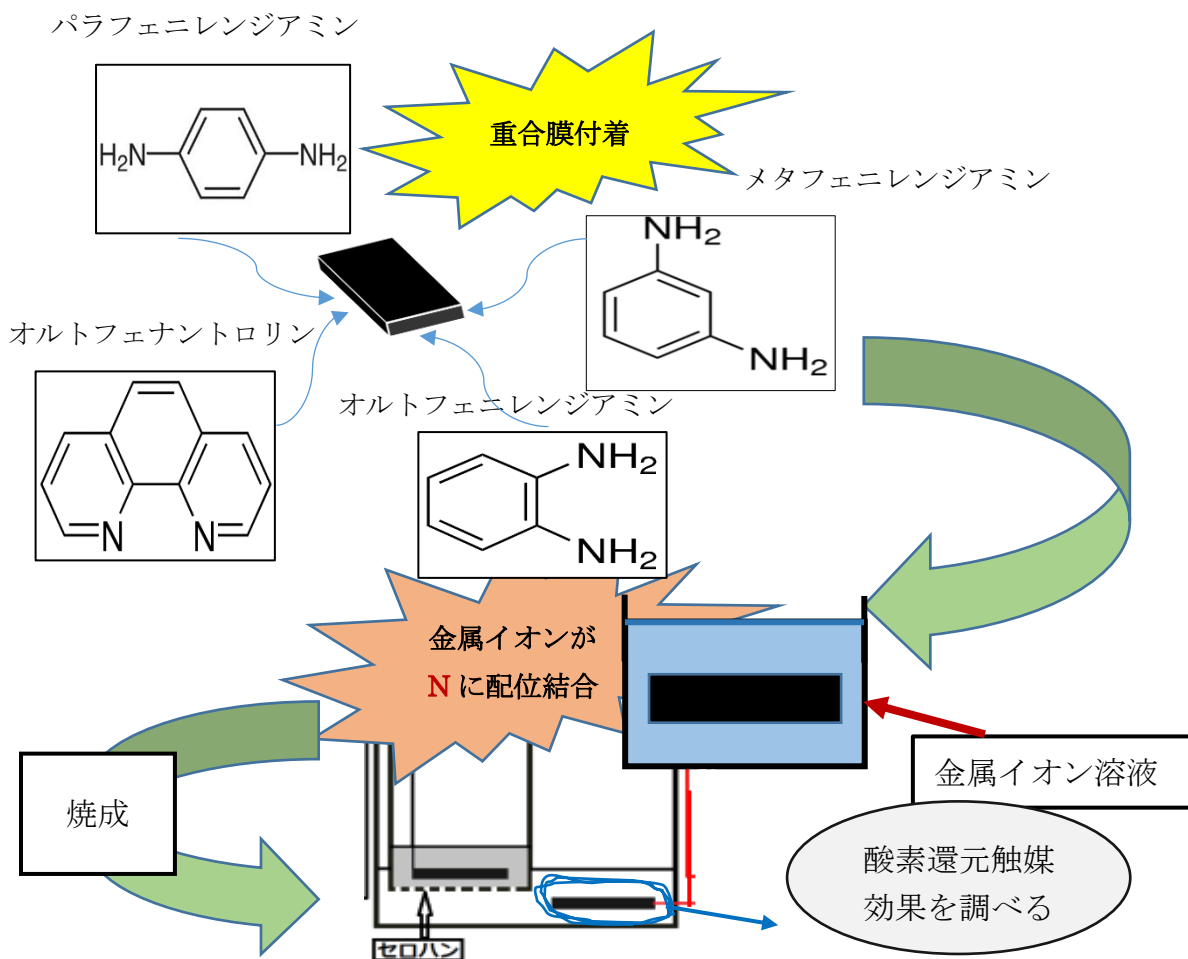 パラフェニレンジアミン
H₂N
NH₂
重合膜付着
メタフェニレンジアミン
NH₂
NH₂
オルトフェナントロリン
N
N
オルトフェニレンジアミン
NH₂
NH₂
金属イオンが
Nに配位結合
金属イオン溶液
焼成
酸素還元触媒
効果を調べる
セロハン